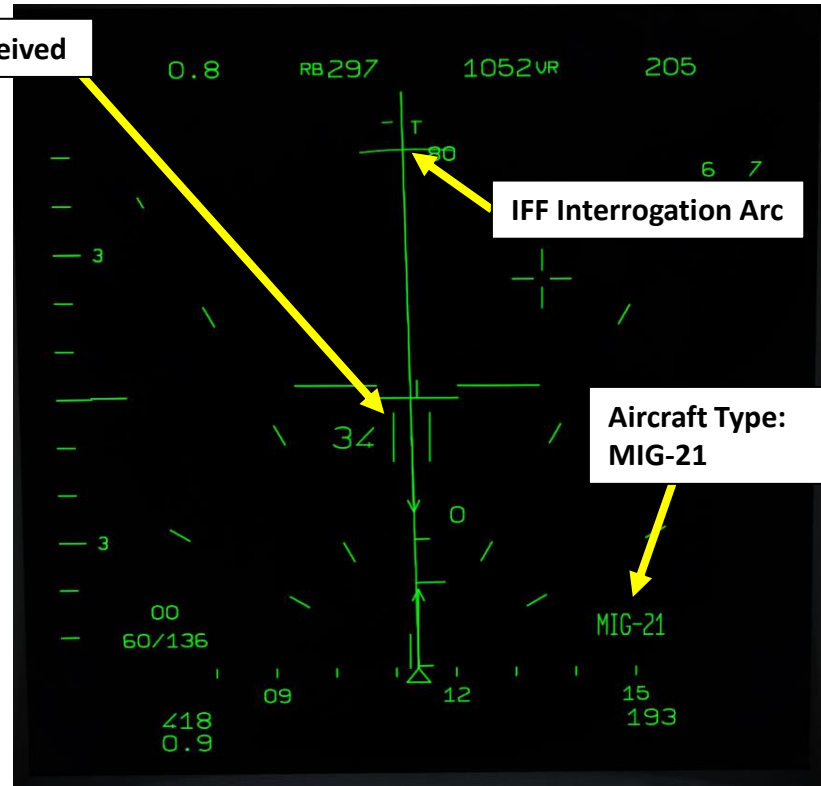 eived
0.8 RB297 1052VR 205
T
80
6 7
IFF Interrogation Arc
3
Aircraft Type:
MIG-21
34
0
3
00
60/136
MIG-21
09 12 15
418 193
0.9